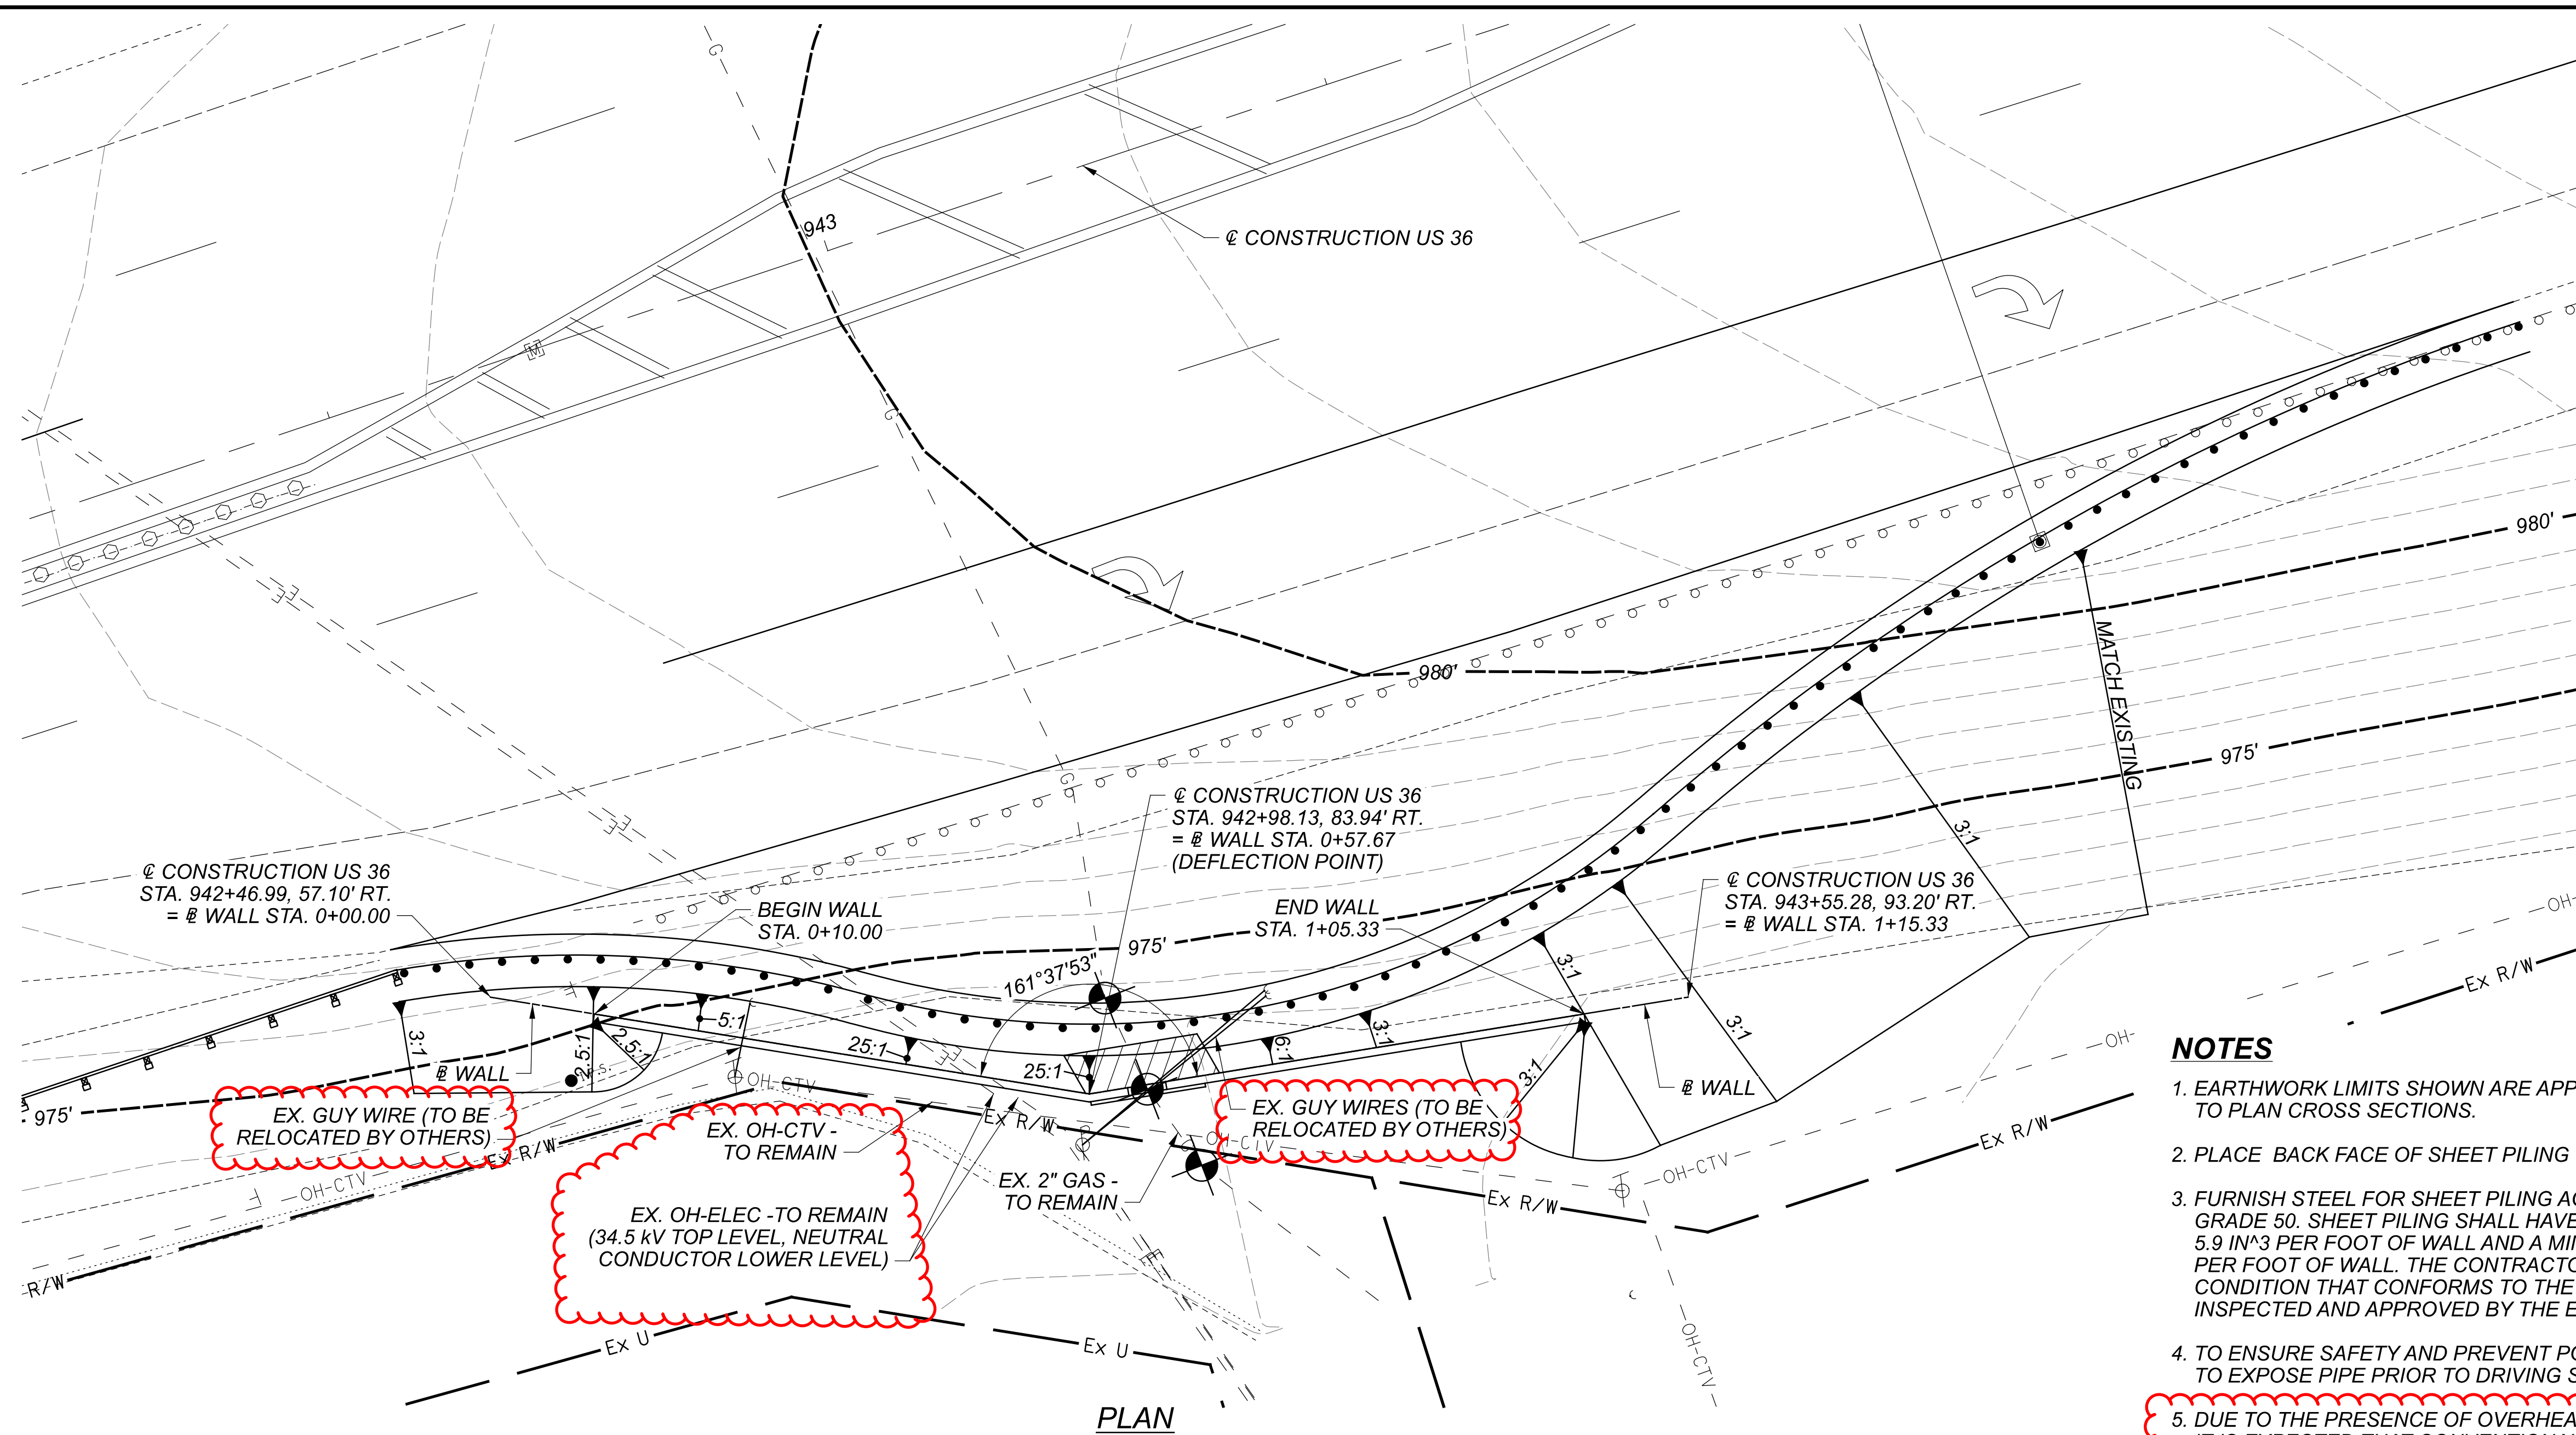 G
943
℄ CONSTRUCTION US 36
M
G
E E
980'
980'
MATCH EXISTING
975'
G
E E
3:1
℄ CONSTRUCTION US 36
STA. 942+98.13, 83.94' RT.
= ⅊ WALL STA. 0+57.67
(DEFLECTION POINT)
℄ CONSTRUCTION US 36
STA. 942+46.99, 57.10' RT.
= ⅊ WALL STA. 0+00.00
BEGIN WALL
STA. 0+10.00
END WALL
STA. 1+05.33
℄ CONSTRUCTION US 36
STA. 943+55.28, 93.20' RT.
= ⅊ WALL STA. 1+15.33
975'
161°37'53"
3:1
OH-
Ex R/W
3:1
2.5:1
2.5:1
5:1
25:1
E E
25:1
6:1
3:1
3:1
3:1
OH-
⅊ WALL
⅊ WALL
975'
OH-CTV
Ex R/W
EX. GUY WIRE (TO BE
RELOCATED BY OTHERS)
EX. OH-CTV -
TO REMAIN
EX. GUY WIRES (TO BE
RELOCATED BY OTHERS)
OH-CTV
Ex R/W
Ex R/W
OH-CTV
OH-CTV
EX. 2" GAS -
TO REMAIN
Ex R/W
EX. OH-ELEC -TO REMAIN
(34.5 kV TOP LEVEL, NEUTRAL
CONDUCTOR LOWER LEVEL)
R/W
Ex U
Ex U
OH-CTV
PLAN
NOTES
1. EARTHWORK LIMITS SHOWN ARE
TO PLAN CROSS SECTIONS.
2. PLACE BACK FACE OF SHEET PILING
3. FURNISH STEEL FOR SHEET PILING
GRADE 50. SHEET PILING SHALL HAVE
5.9 IN^3 PER FOOT OF WALL AND A
PER FOOT OF WALL. THE
CONDITION THAT CONFORMS TO THE
INSPECTED AND APPROVED BY THE
4. TO ENSURE SAFETY AND PREVENT
TO EXPOSE PIPE PRIOR TO DRIVING
5. DUE TO THE PRESENCE OF